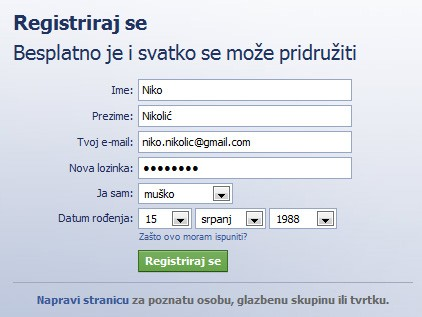 Registriraj se
Besplatno je i svatko se može pridružiti
Ime: Niko
Prezime: Nikolić
Tvoj e-mail: niko.nikolic@gmail.com
Nova lozinka: ●●●●●●●●
Ja sam: muško
Datum rođenja: 15 srpanj 1988
Zašto ovo moram ispuniti?
Registriraj se
Napravi stranicu za poznatu osobu, glazbenu skupinu ili tvrtku.